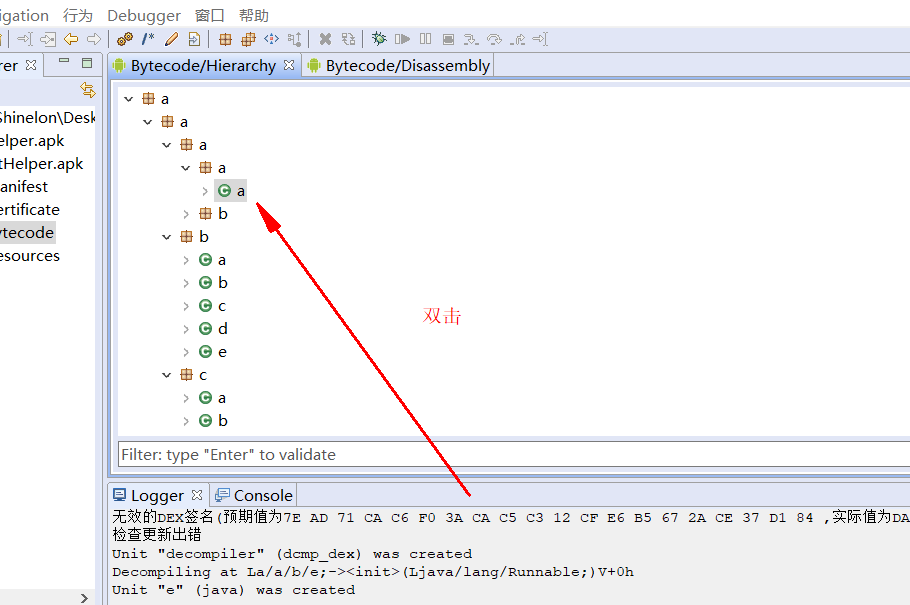 igation 行为 Debugger 窗口 帮助
rer
Bytecode/Hierarchy
Bytecode/Disassembly
Shinelon\Desk
elper.apk
tHelper.apk
anifest
ertificate
ytecode
esources
a
a
a
a
a
b
b
a
b
c
d
e
c
a
b
双击
Filter: type "Enter" to validate
Logger
Console
无效的DEX签名(预期值为7E AD 71 CA C6 F0 3A CA C5 C3 12 CF E6 B5 67 2A CE 37 D1 84 ,实际值为DA
检查更新出错
Unit "decompiler" (dcmp_dex) was created
Decompiling at La/a/b/e;-><init>(Ljava/lang/Runnable;)V+0h
Unit "e" (java) was created